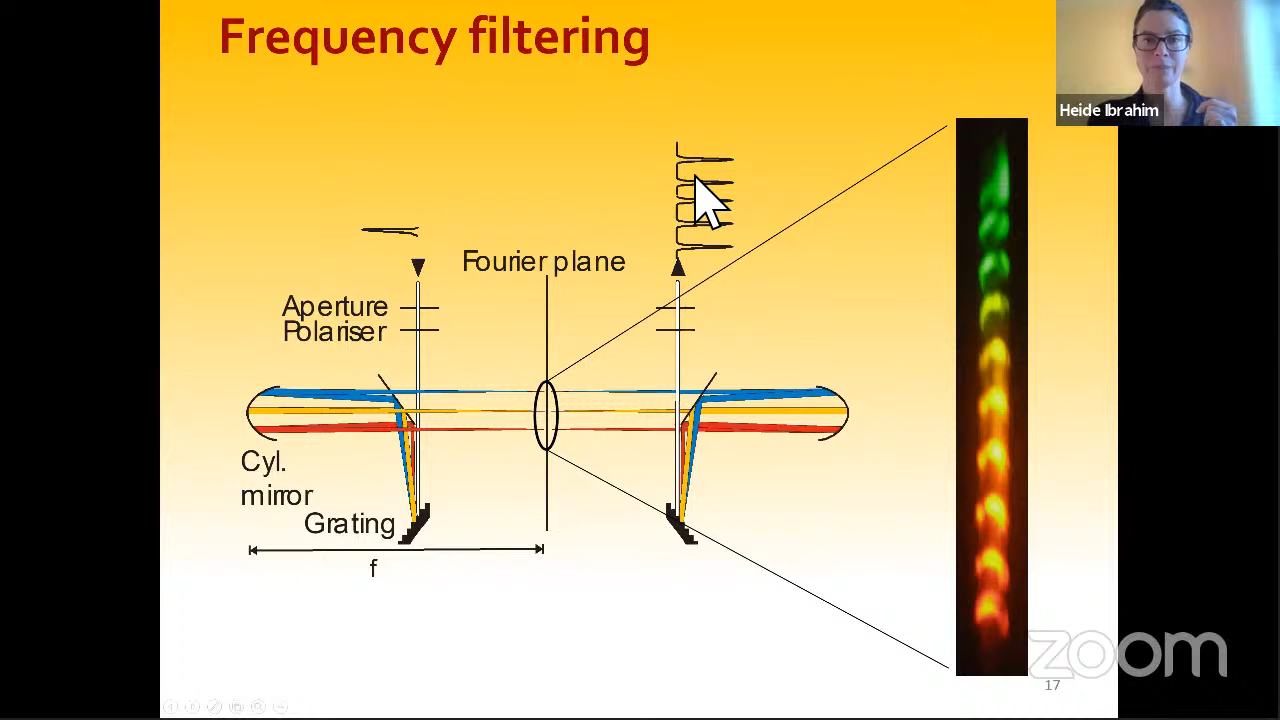 Frequency filtering
Heide Ibrahim
Fourier plane
Aperture
Polariser
Cyl.
mirror
Grating
f
zoom
17